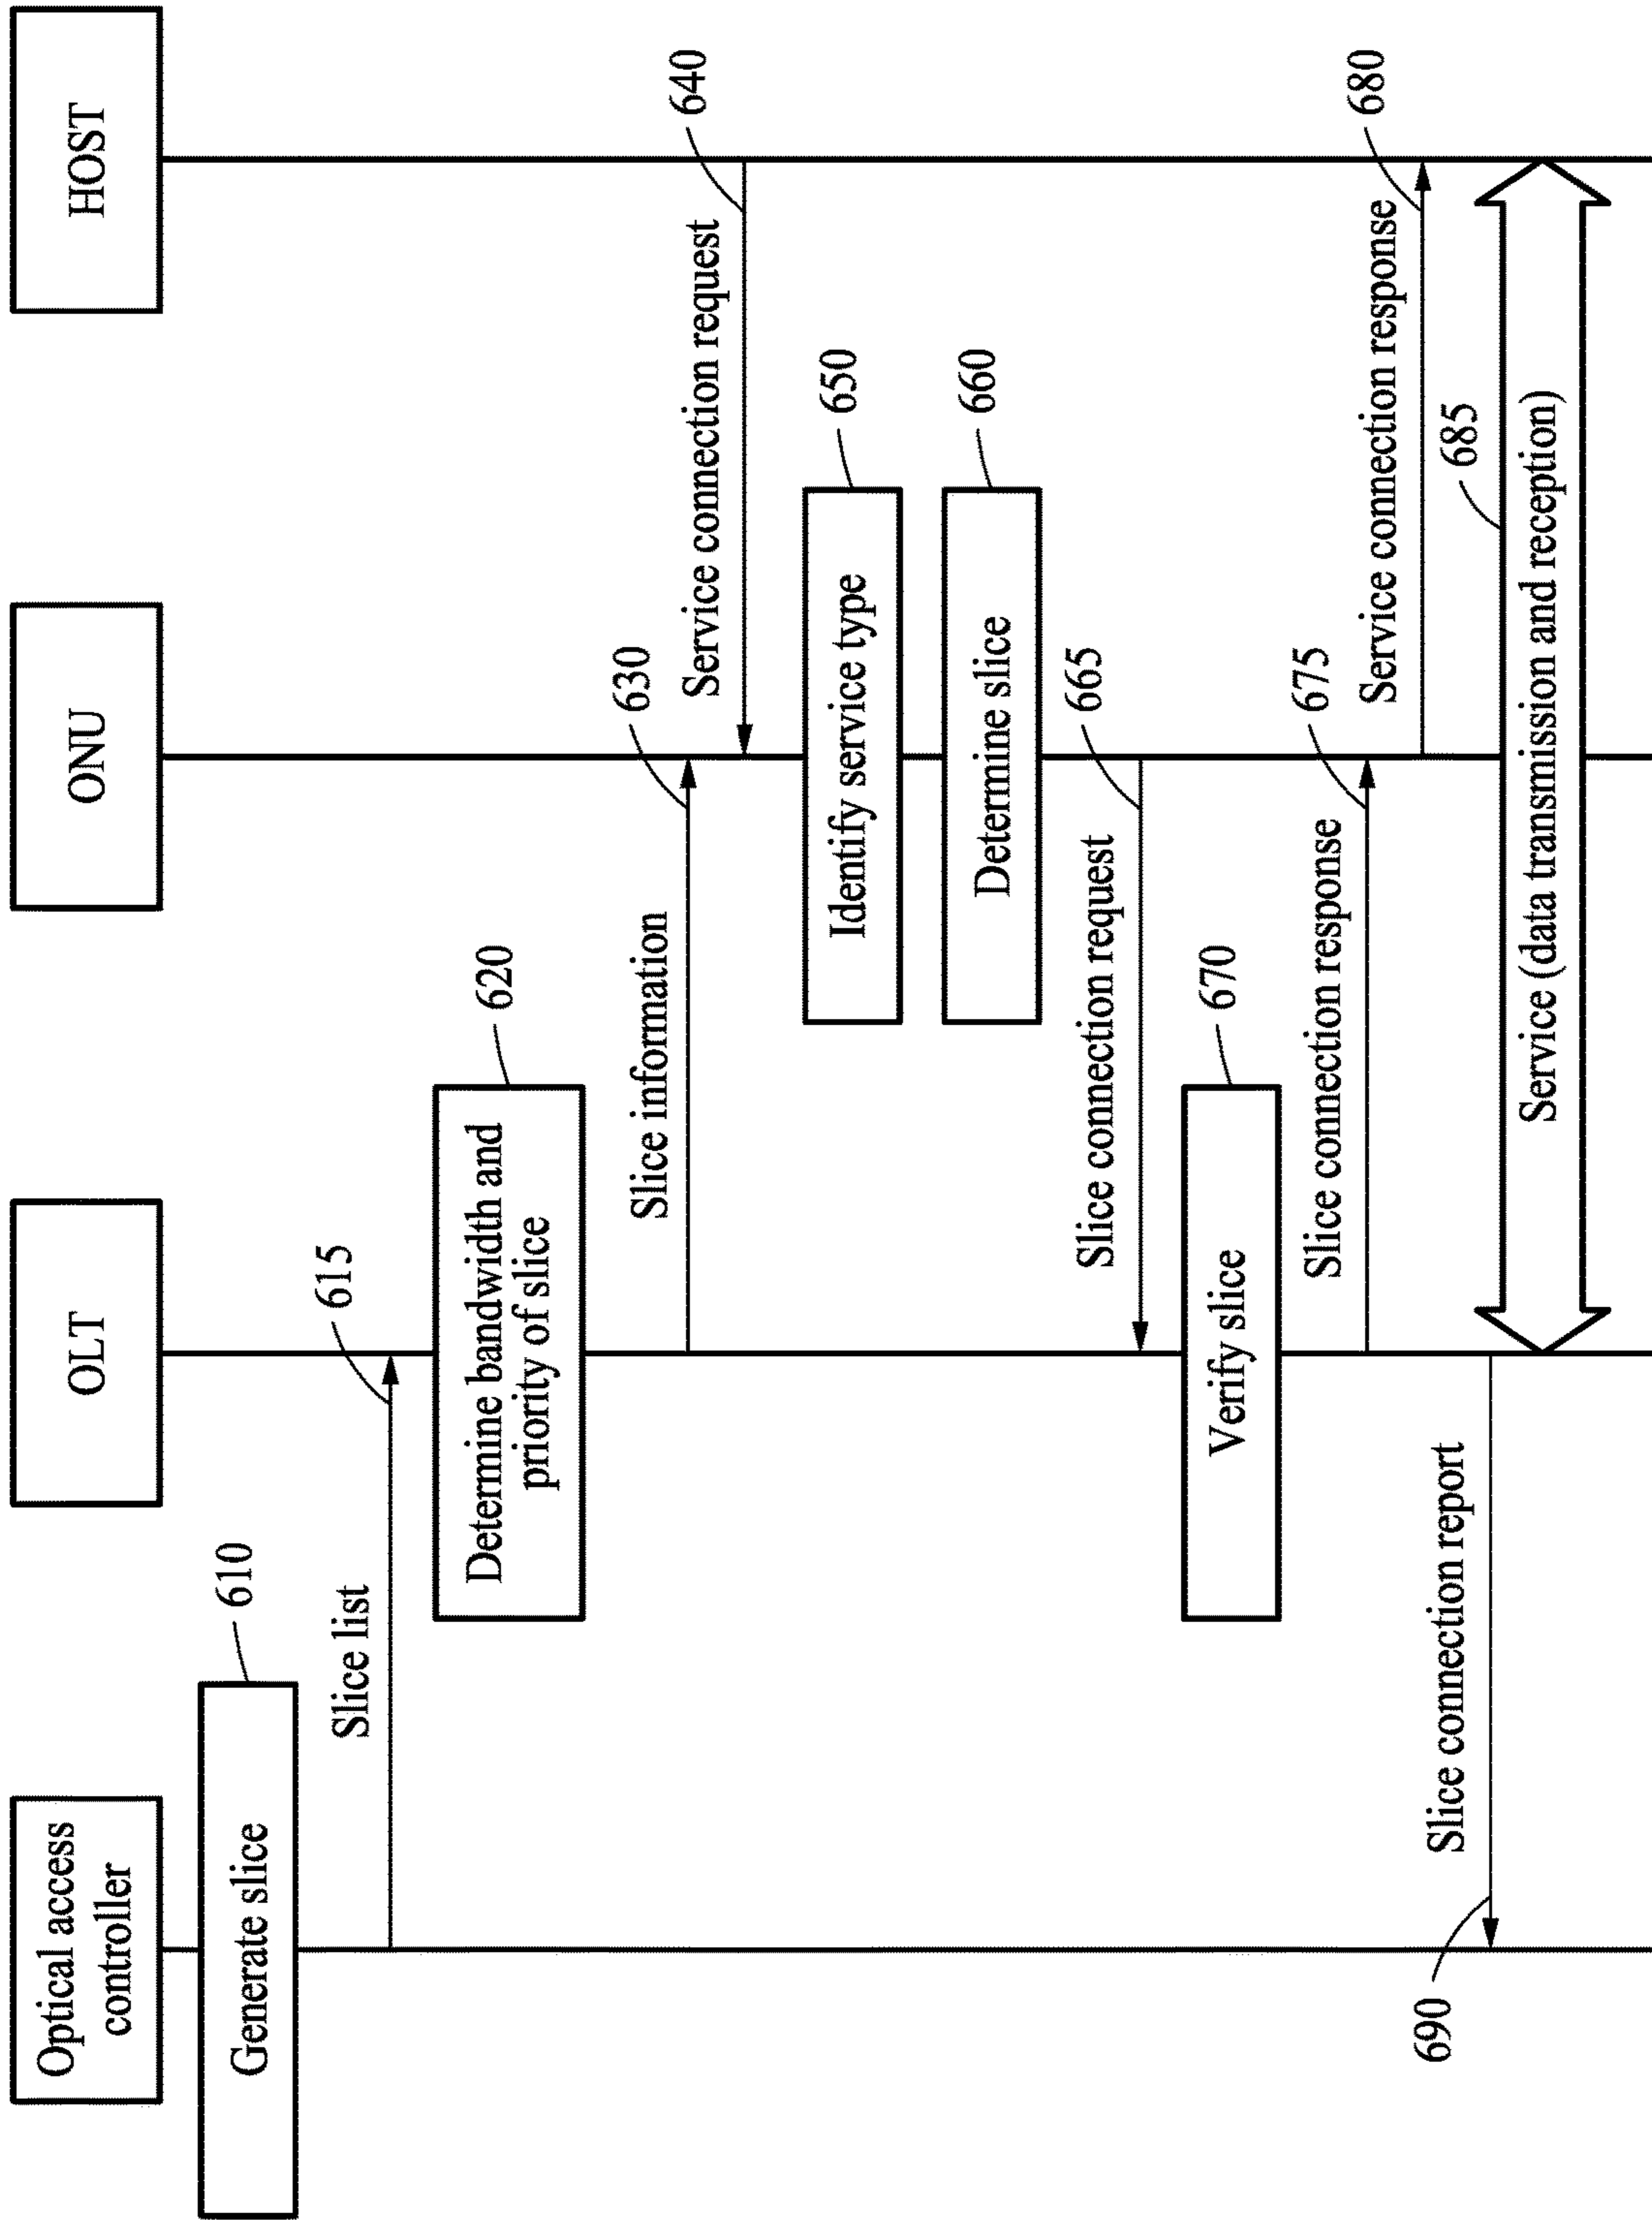 Optical access
controller
OLT
ONU
HOST
Generate slice
610
Slice list
615
Determine bandwidth and
priority of slice
620
Slice information
630
Service connection request
640
Identify service type
650
Determine slice
660
Slice connection request
665
Verify slice
670
Slice connection response
675
Service connection response
680
Slice connection report
690
Service (data transmission and reception)
685